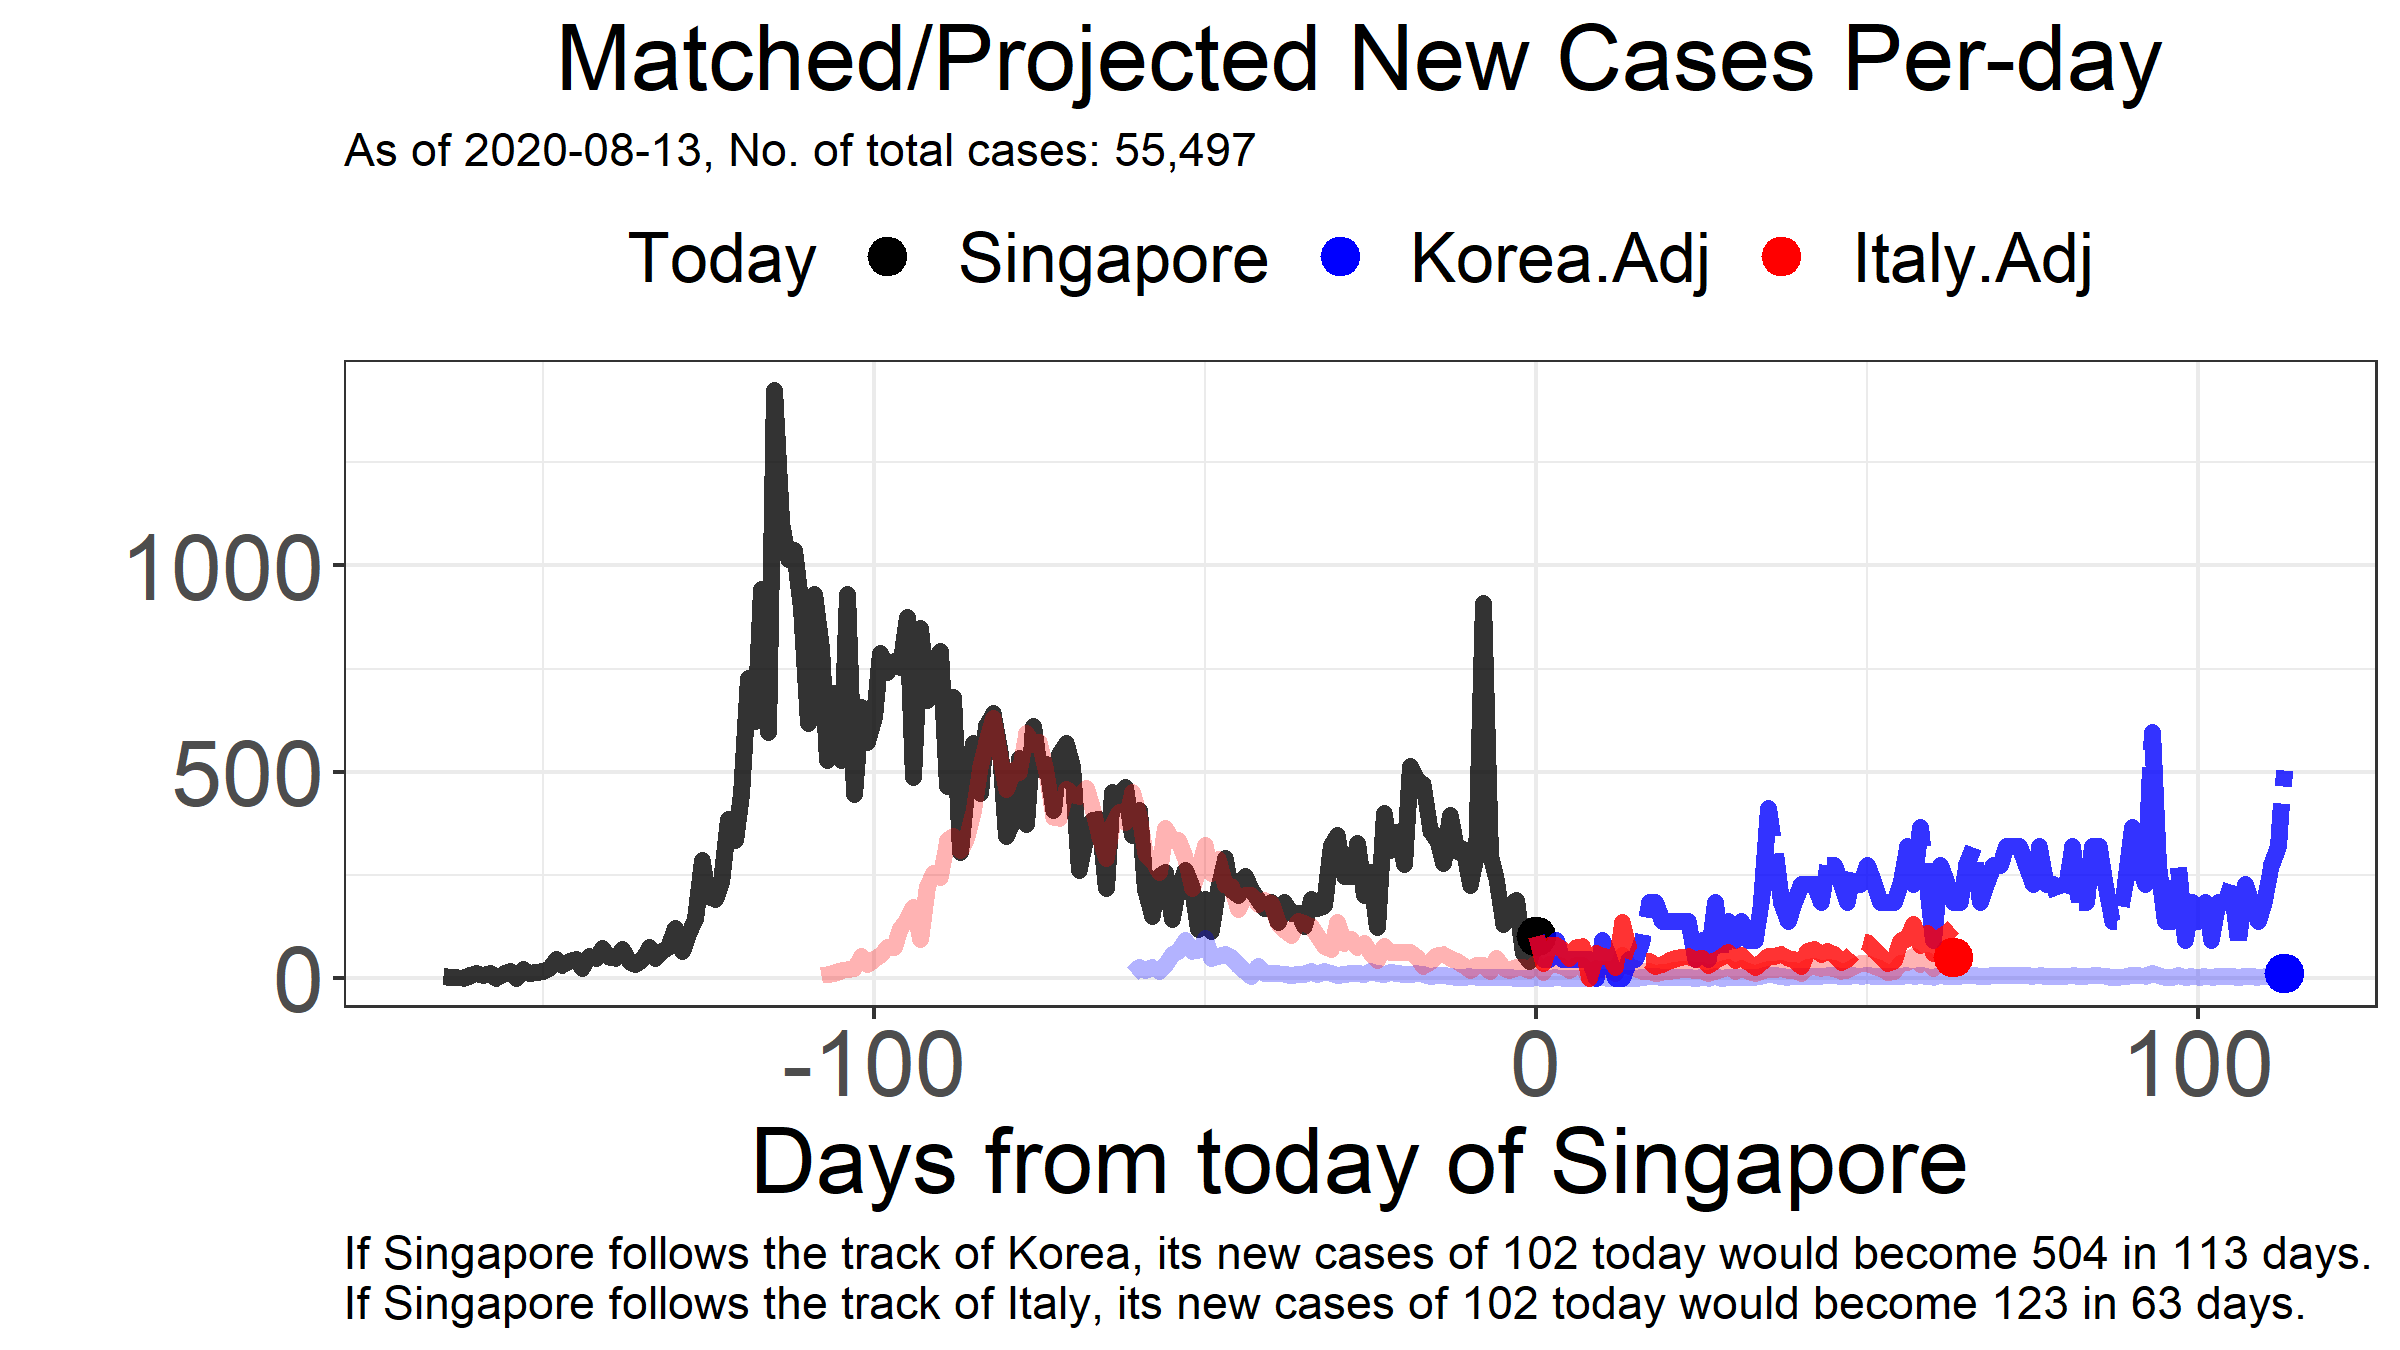 Matched/Projected New Cases Per-day
As of 2020-08-13, No. of total cases: 55,497
Today Singapore Korea.Adj Italy.Adj
1000
500
0
-100 0 100
Days from today of Singapore
If Singapore follows the track of Korea, its new cases of 102 today would become 504 in 113 days.
If Singapore follows the track of Italy, its new cases of 102 today would become 123 in 63 days.